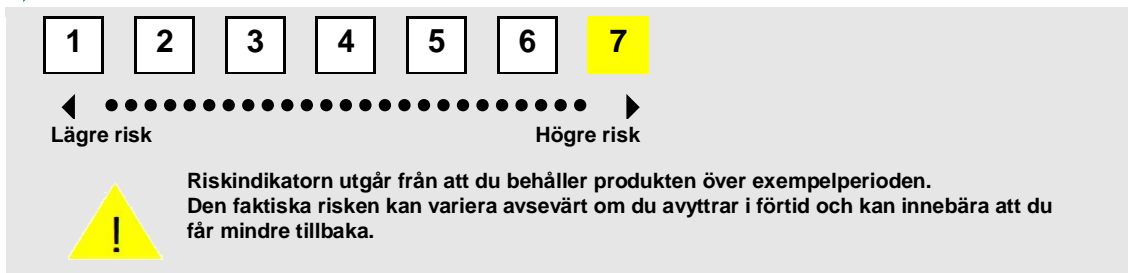 1 2 3 4 5 6 7
Lägre risk Högre risk
Riskindikatorn utgår från att du behåller produkten över exempelperioden.
Den faktiska risken kan variera avsevärt om du avyttrar i förtid och kan innebära att du
får mindre tillbaka.
!